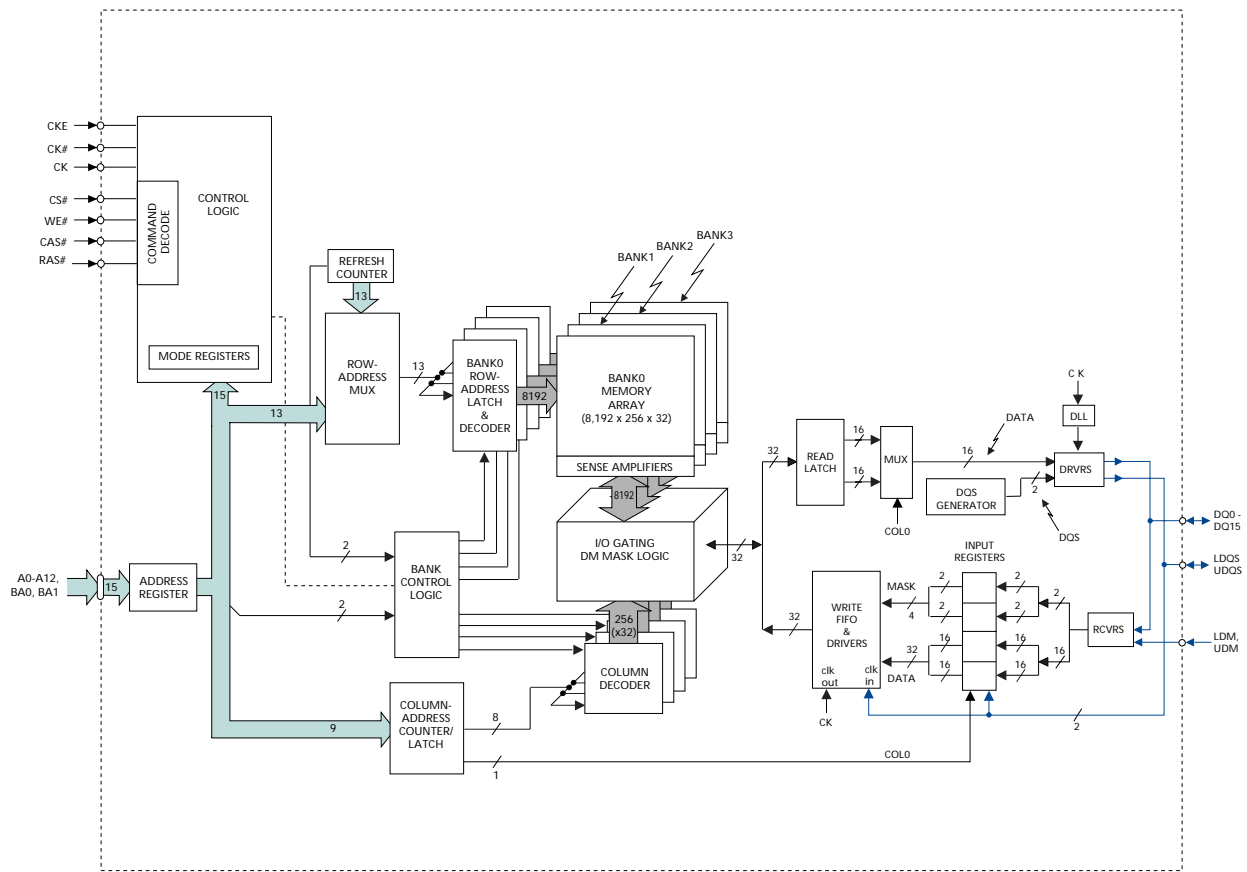 CKE
CK#
CK
CS#
WE#
CAS#
RAS#
COMMAND
DECODE
CONTROL
LOGIC
MODE REGISTERS
15
REFRESH
COUNTER
13
ROW-
ADDRESS
MUX
13
13
BANK0
ROW-
ADDRESS
LATCH
&
DECODER
8192
BANK1
BANK2
BANK3
BANK0
MEMORY
ARRAY
(8,192 x 256 x 32)
SENSE AMPLIFIERS
8192
I/O GATING
DM MASK LOGIC
32
A0-A12,
BA0, BA1
15
ADDRESS
REGISTER
2
2
BANK
CONTROL
LOGIC
256
(x32)
COLUMN
DECODER
9
COLUMN-
ADDRESS
COUNTER/
LATCH
8
1
COL0
32
READ
LATCH
16
16
MUX
COL0
16
DATA
DQS
GENERATOR
2
DQS
C K
DLL
DRVRS
DQ0 -
DQ15
LDQS
UDQS
LDM,
UDM
RCVRS
INPUT
REGISTERS
2
2
2
2
2
16
16
16
16
16
MASK
4
32
DATA
WRITE
FIFO
&
DRIVERS
clk
out
clk
in
CK
32
2